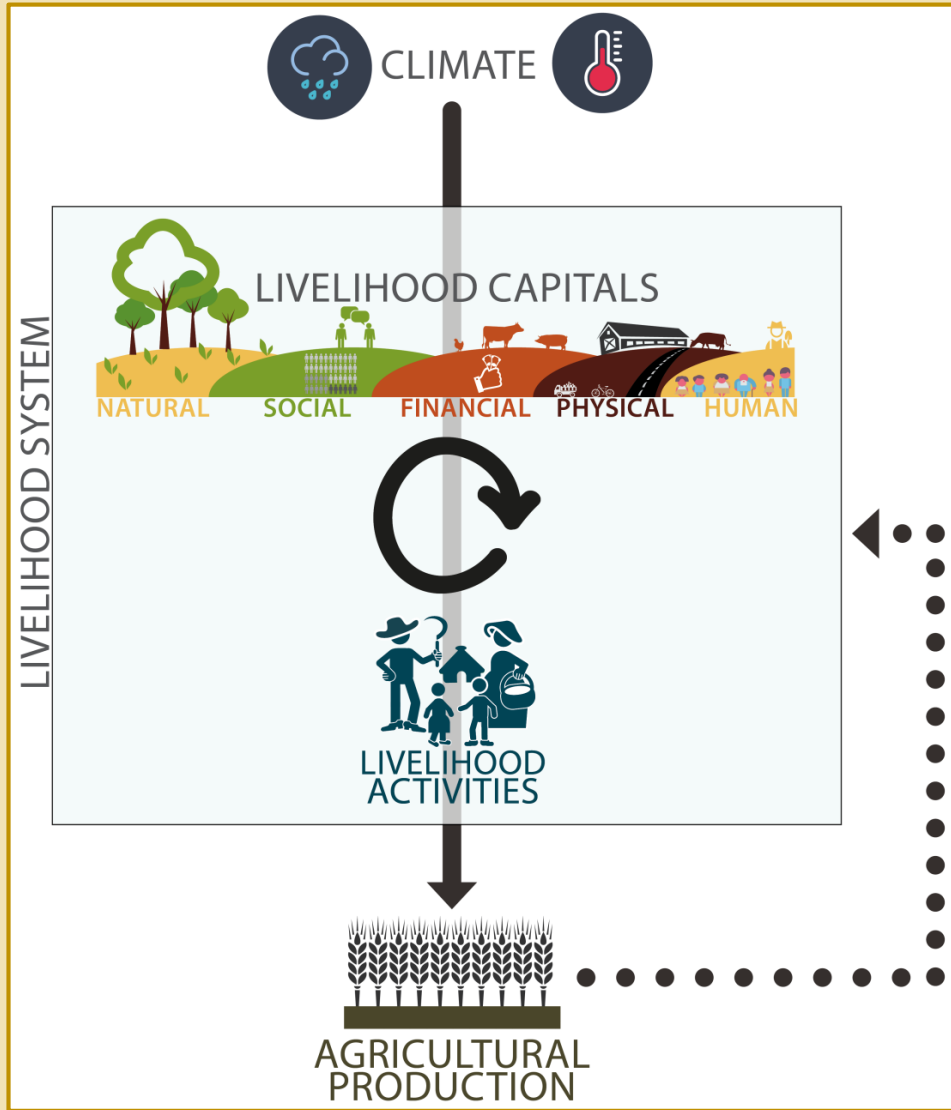 CLIMATE
LIVELIHOOD CAPITALS
NATURAL SOCIAL FINANCIAL PHYSICAL HUMAN
LIVELIHOOD SYSTEM
LIVELIHOOD
ACTIVITIES
AGRICULTURAL
PRODUCTION